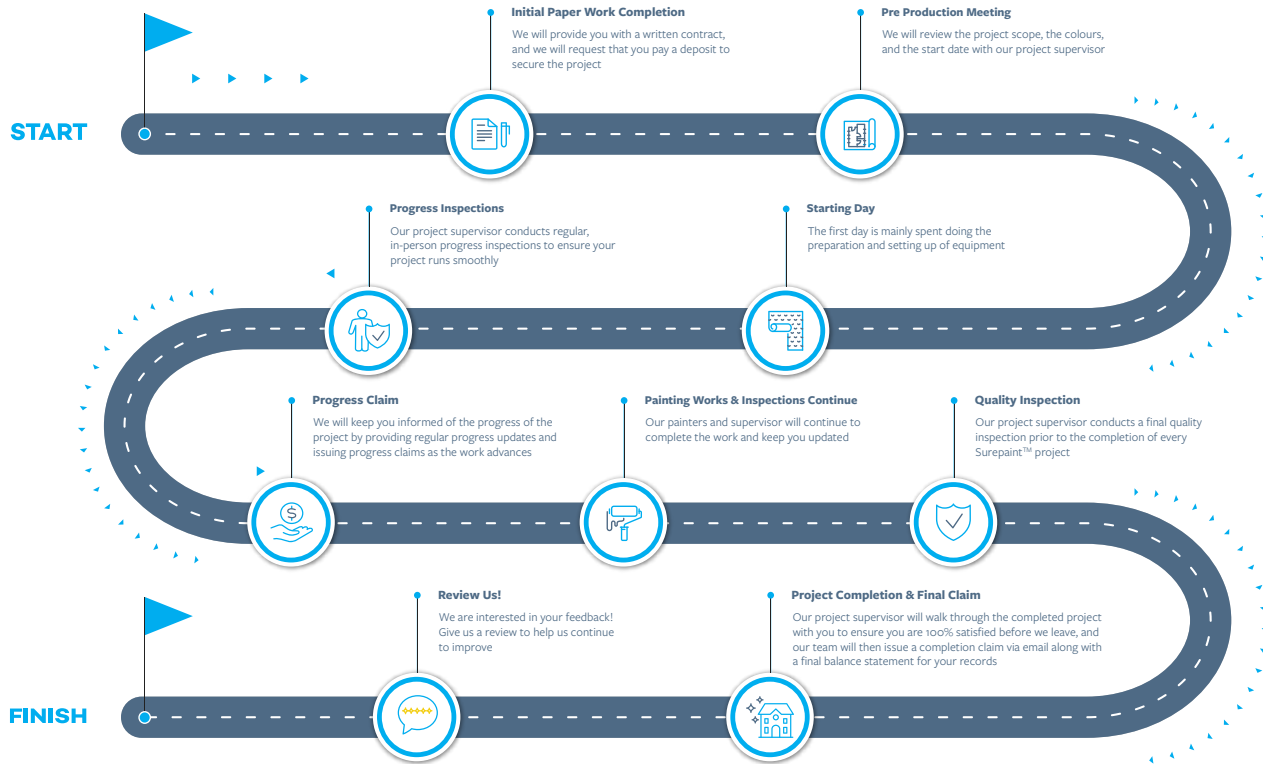 START
Initial Paper Work Completion
We will provide you with a written contract,
and we will request that you pay a deposit to
secure the project
Pre Production Meeting
We will review the project scope, the colours,
and the start date with our project supervisor
Starting Day
The first day is mainly spent doing the
preparation and setting up of equipment
Progress Inspections
Our project supervisor conducts regular,
in-person progress inspections to ensure your
project runs smoothly
Progress Claim
We will keep you informed of the progress of the
project by providing regular progress updates and
issuing progress claims as the work advances
$
Painting Works & Inspections Continue
Our painters and supervisor will continue to
complete the work and keep you updated
Quality Inspection
Our project supervisor conducts a final quality
inspection prior to the completion of every
Surepaint™ project
Project Completion & Final Claim
Our project supervisor will walk through the completed project
with you to ensure you are 100% satisfied before we leave, and
our team will then issue a completion claim via email along with
a final balance statement for your records
Review Us!
We are interested in your feedback!
Give us a review to help us continue
to improve
FINISH